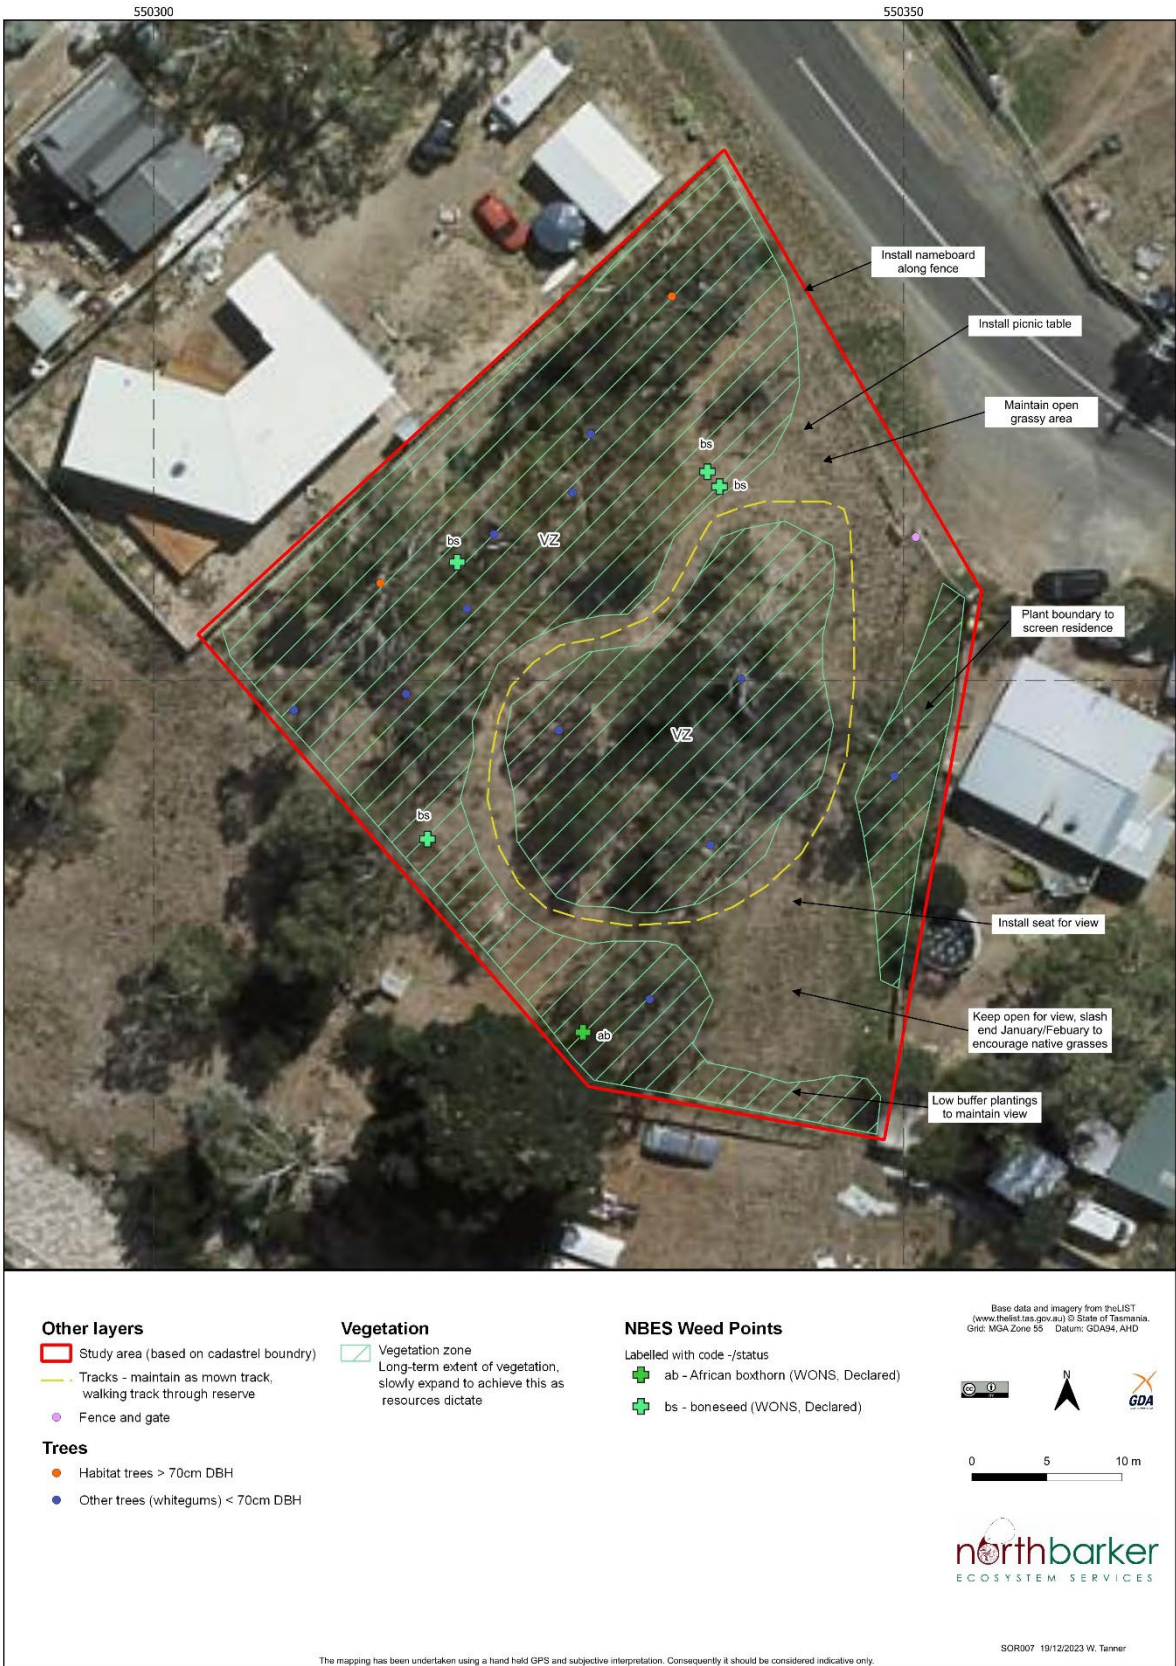 550300
550350
Install nameboard
along fence
Install picnic table
Maintain open
grassy area
bs
bs
VZ
bs
Plant boundary to
screen residence
VZ
bs
Install seat for view
Keep open for view, slash
end January/Febuary to
encourage native grasses
ab
Low buffer plantings
to maintain view
Other layers
Study area (based on cadastrel boundry)
Tracks - maintain as mown track,
walking track through reserve
Fence and gate
Trees
Habitat trees > 70cm DBH
Other trees (whitegums) < 70cm DBH
Vegetation
Vegetation zone
Long-term extent of vegetation,
slowly expand to achieve this as
resources dictate
NBES Weed Points
Labelled with code -/status
ab - African boxthorn (WONS, Declared)
bs - boneseed (WONS, Declared)
Base data and imagery from theLIST
(www.thelist.tas.gov.au) © State of Tasmania.
Grid: MGA Zone 55 Datum: GDA94, AHD
cc
BY
N
GDA
0 5 10 m
northbarker
ECOSYSTEM SERVICES
SOR007 19/12/2023 W. Tanner
The mapping has been undertaken using a hand held GPS and subjective interpretation. Consequently it should be considered indicative only.